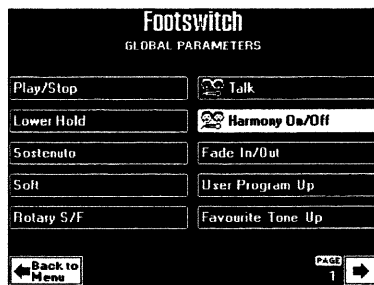 Footswitch
GLOBAL PARAMETERS
Play/Stop
Talk
Lower Hold
Harmony On/Off
Sostenuto
Fade In/Out
Soft
User Program Up
Rotary S/F
Favourite Tone Up
Back to
Menu
PAGE
1